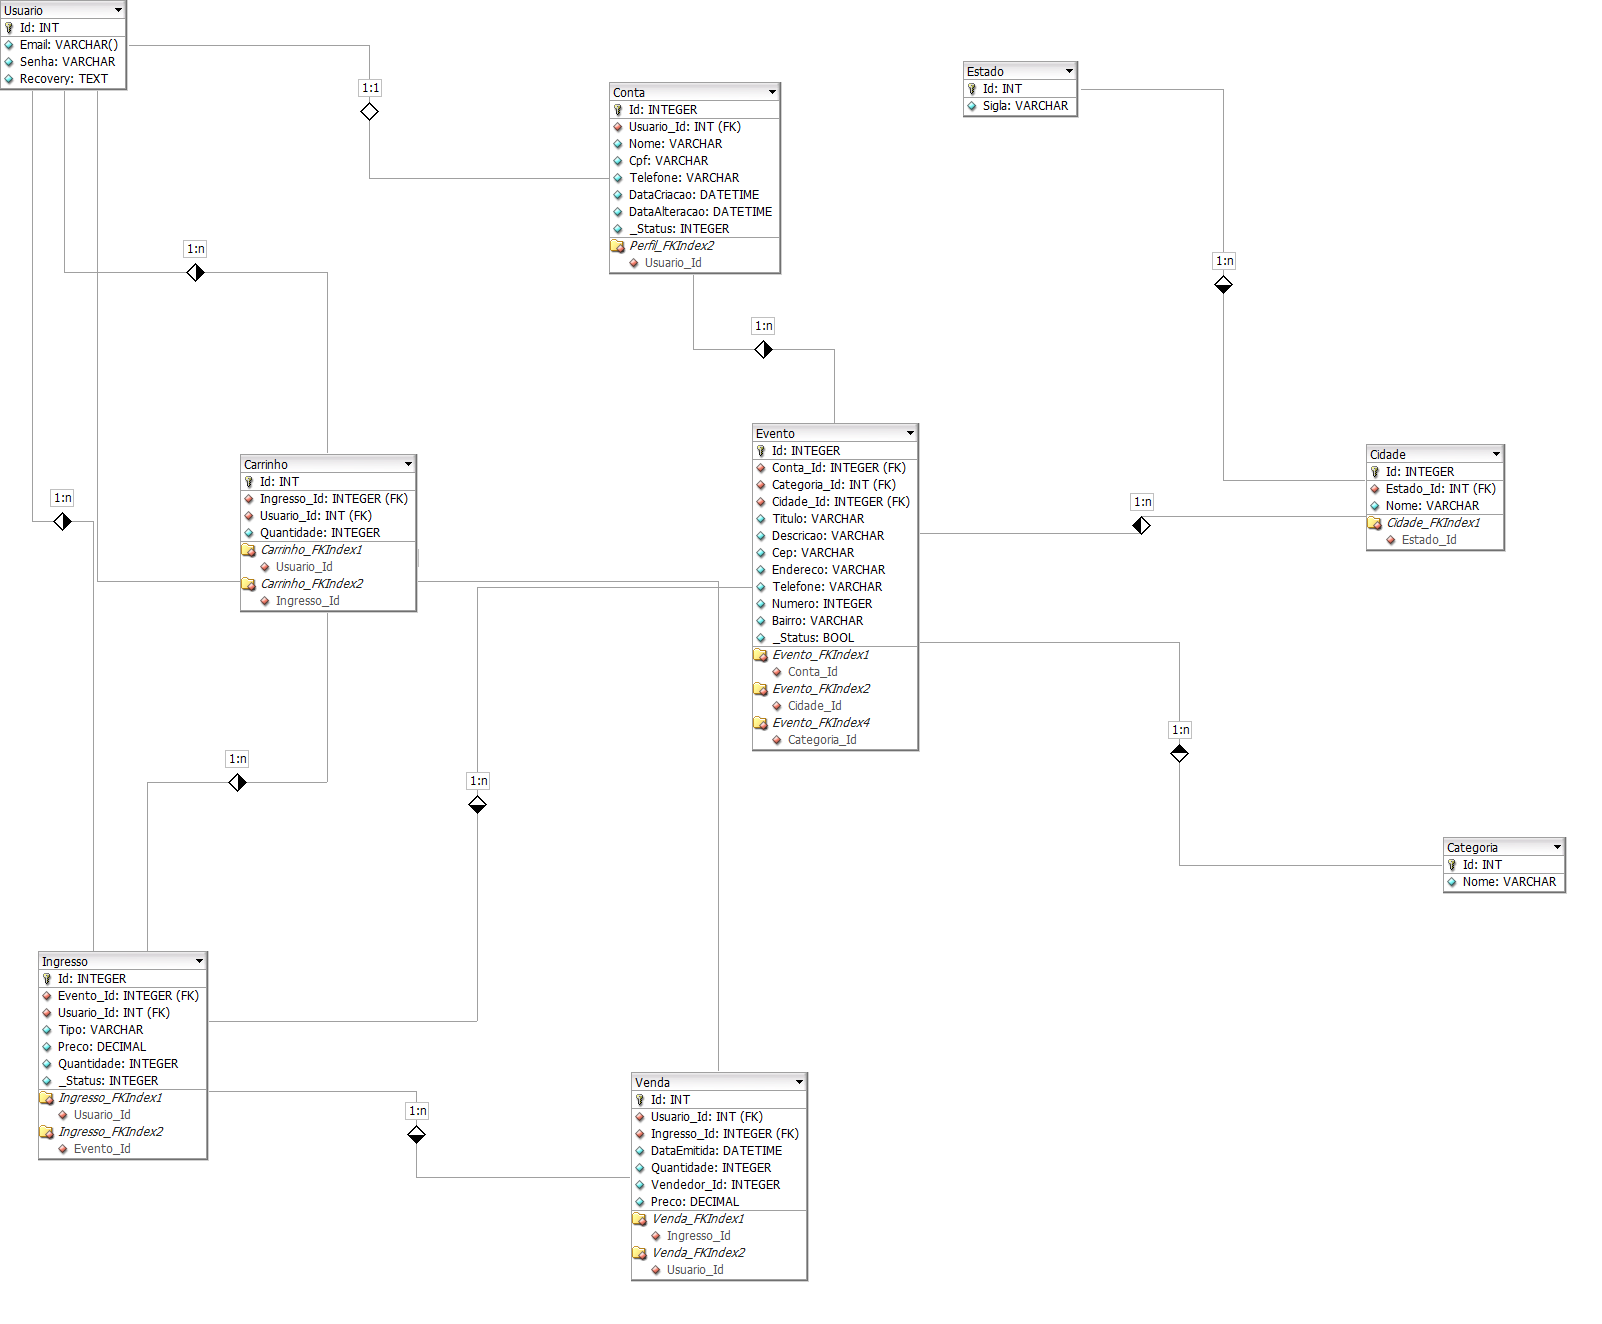 Usuario
Id: INT
Email: VARCHAR()
Senha: VARCHAR
Recovery: TEXT
1:1
Conta
Id: INTEGER
Usuario_Id: INT (FK)
Nome: VARCHAR
Cpf: VARCHAR
Telefone: VARCHAR
DataCriacao: DATETIME
DataAlteracao: DATETIME
_Status: INTEGER
Perfil_FKIndex2
Usuario_Id
Estado
Id: INT
Sigla: VARCHAR
1:n
1:n
1:n
Carrinho
Id: INT
Ingresso_Id: INTEGER (FK)
Usuario_Id: INT (FK)
Quantidade: INTEGER
Carrinho_FKIndex1
Usuario_Id
Carrinho_FKIndex2
Ingresso_Id
1:n
Evento
Id: INTEGER
Conta_Id: INTEGER (FK)
Categoria_Id: INT (FK)
Cidade_Id: INTEGER (FK)
Titulo: VARCHAR
Descricao: VARCHAR
Cep: VARCHAR
Endereco: VARCHAR
Telefone: VARCHAR
Numero: INTEGER
Bairro: VARCHAR
_Status: BOOL
Evento_FKIndex1
Conta_Id
Evento_FKIndex2
Cidade_Id
Evento_FKIndex4
Categoria_Id
1:n
Cidade
Id: INTEGER
Estado_Id: INT (FK)
Nome: VARCHAR
Cidade_FKIndex1
Estado_Id
1:n
1:n
1:n
Categoria
Id: INT
Nome: VARCHAR
Ingresso
Id: INTEGER
Evento_Id: INTEGER (FK)
Usuario_Id: INT (FK)
Tipo: VARCHAR
Preco: DECIMAL
Quantidade: INTEGER
_Status: INTEGER
Ingresso_FKIndex1
Usuario_Id
Ingresso_FKIndex2
Evento_Id
1:n
Venda
Id: INT
Usuario_Id: INT (FK)
Ingresso_Id: INTEGER (FK)
DataEmitida: DATETIME
Quantidade: INTEGER
Vendedor_Id: INTEGER
Preco: DECIMAL
Venda_FKIndex1
Ingresso_Id
Venda_FKIndex2
Usuario_Id